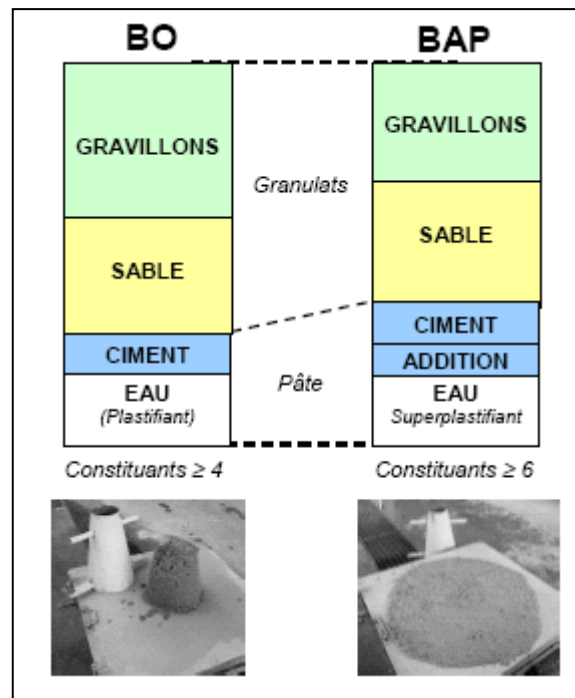 BO
BAP
GRAVILLONS
GRAVILLONS
Granulats
SABLE
SABLE
CIMENT
CIMENT
ADDITION
EAU
(Plastifiant)
Pâte
EAU
Superplastifiant
Constituants ≥ 4
Constituants ≥ 6